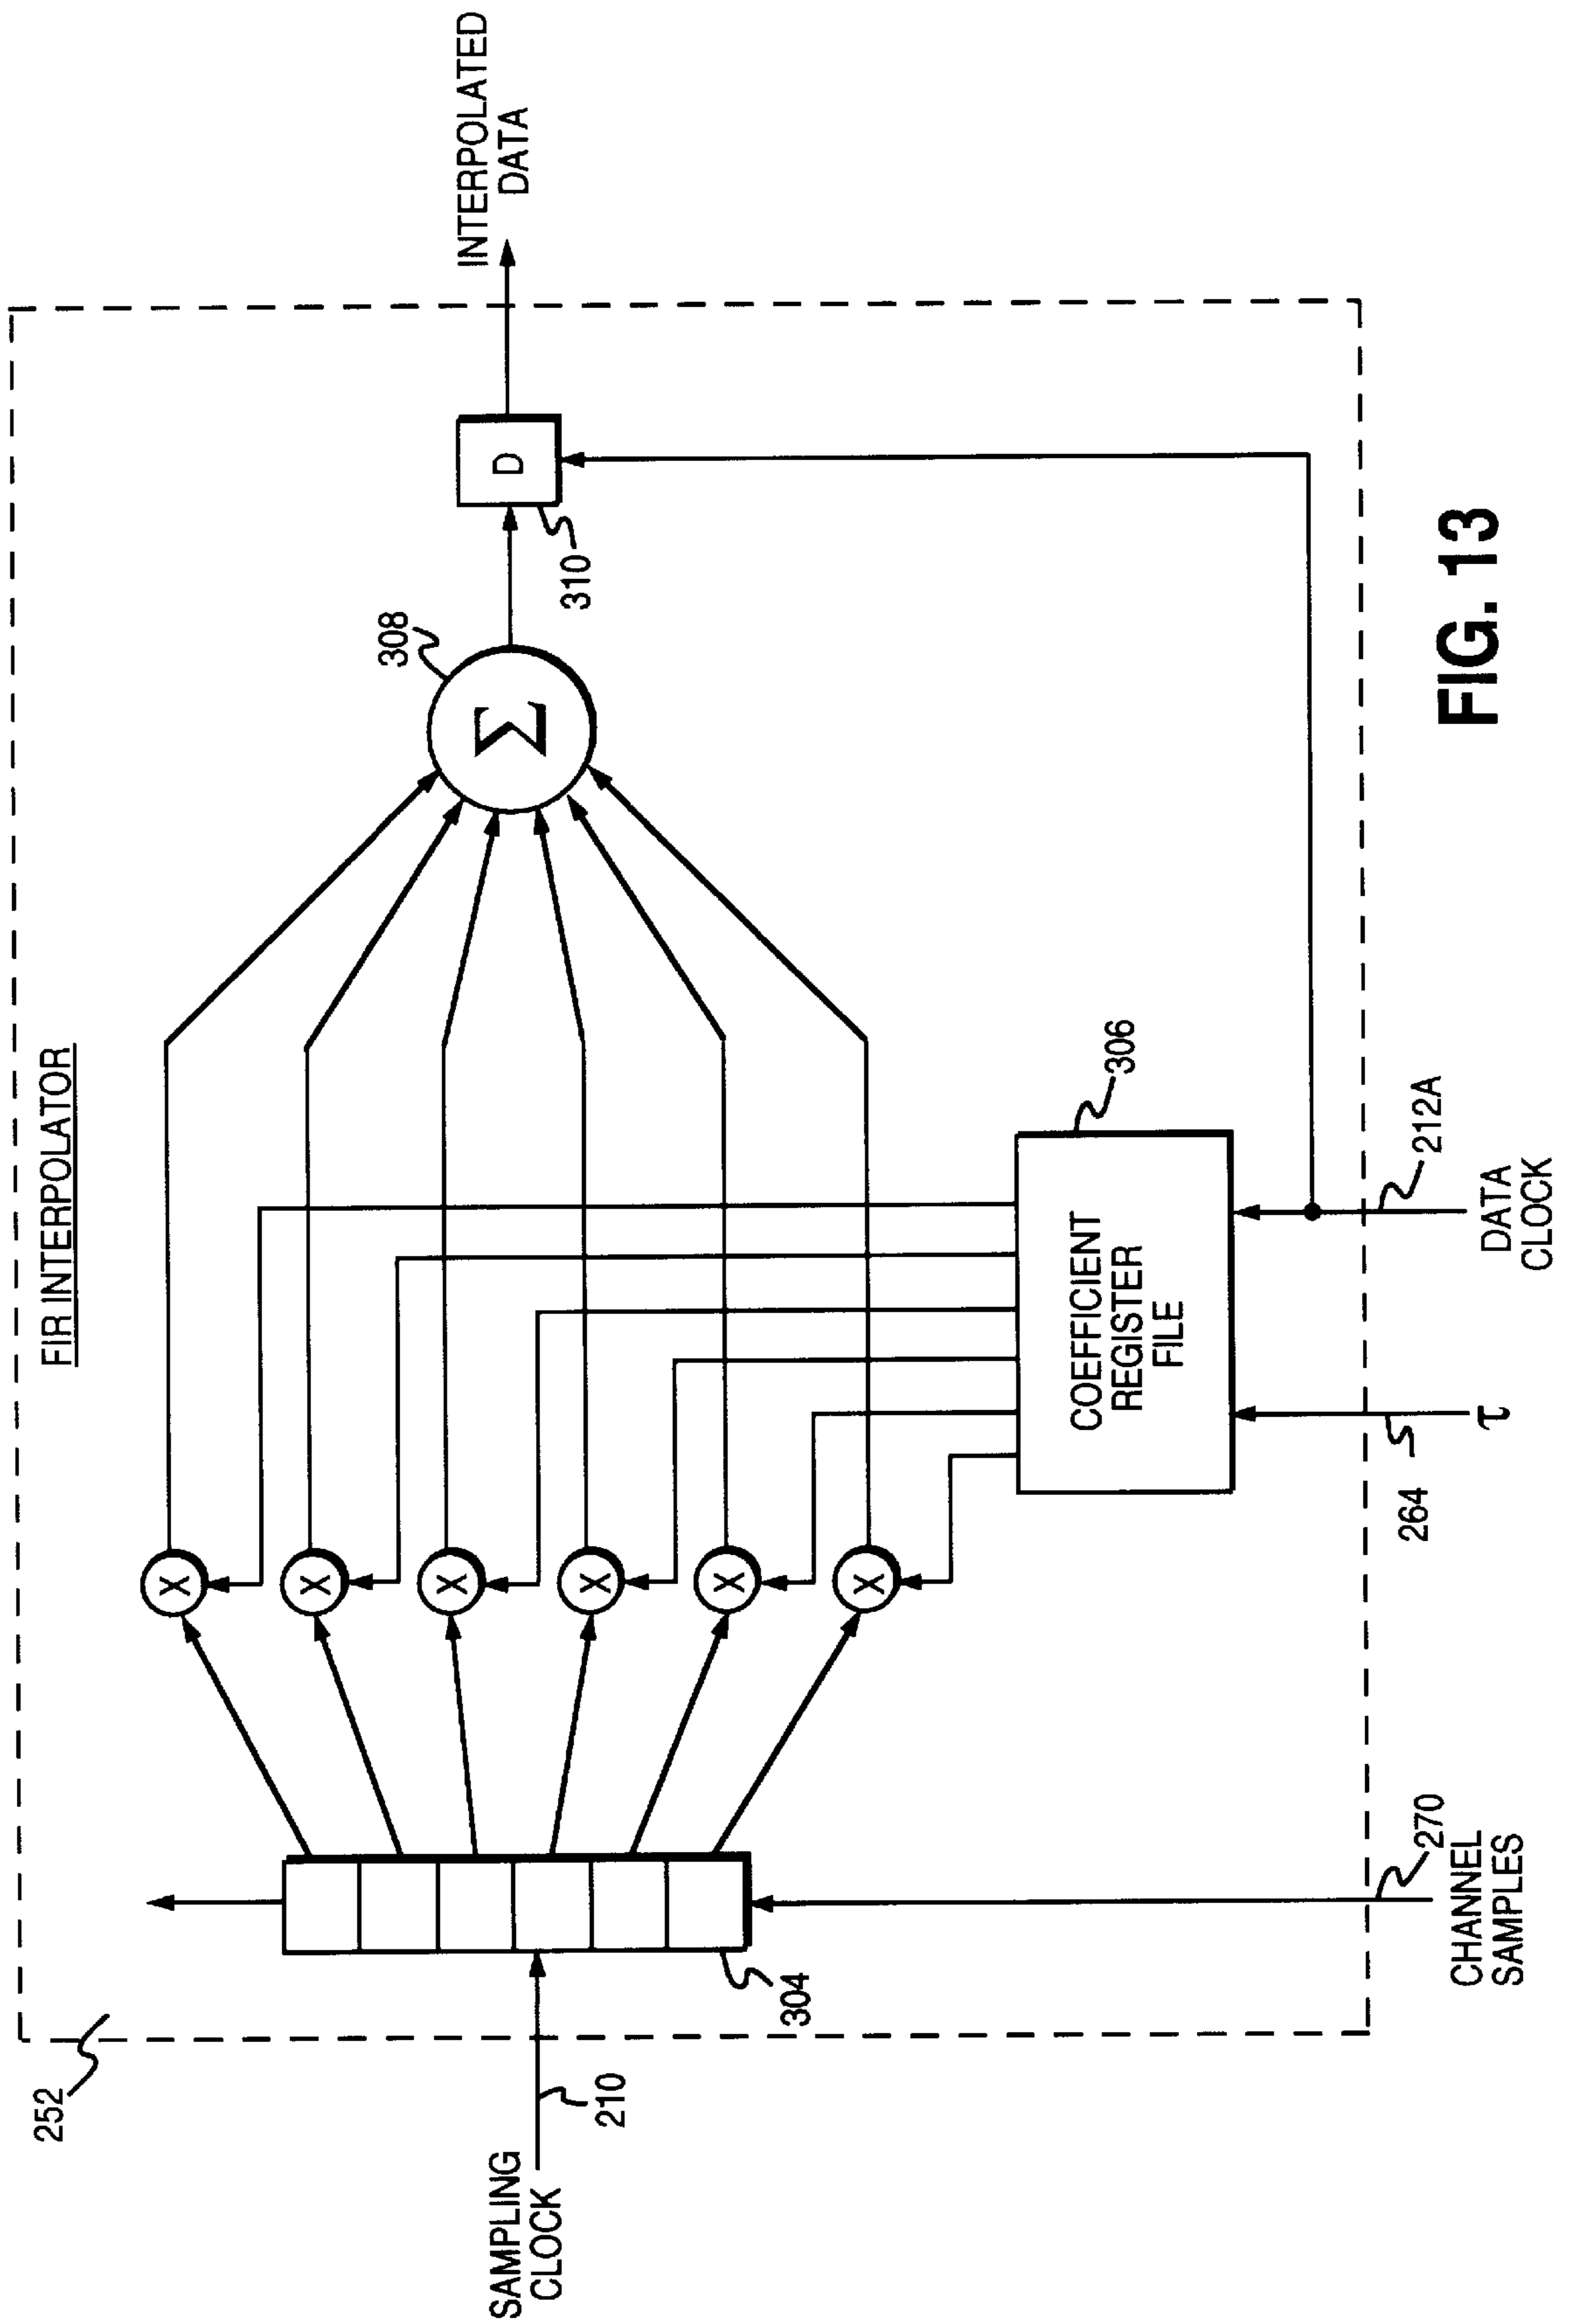 FIR INTERPOLATOR
252
SAMPLING
CLOCK
210
304
270
CHANNEL
SAMPLES
X
X
X
X
X
X
COEFFICIENT
REGISTER
FILE
306
264
τ
212A
DATA
CLOCK
308
Σ
310
D
INTERPOLATED
DATA
FIG. 13